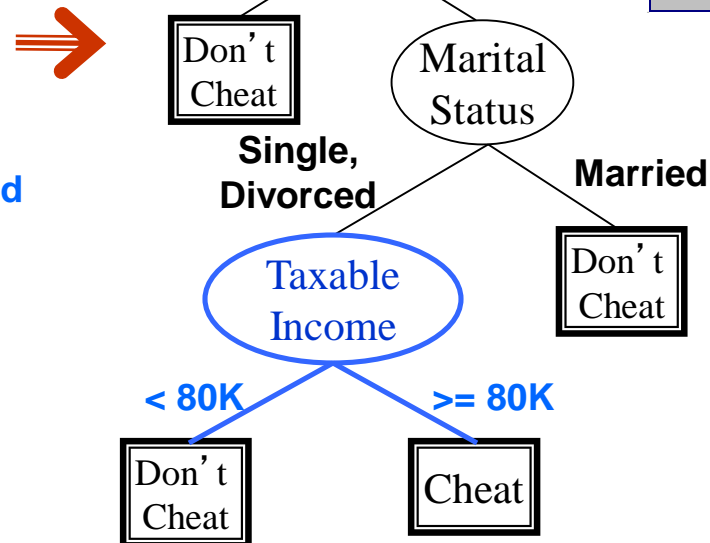 Don't
Cheat
Marital
Status
Single,
Divorced
Married
d
Taxable
Income
Don't
Cheat
< 80K
>= 80K
Don't
Cheat
Cheat